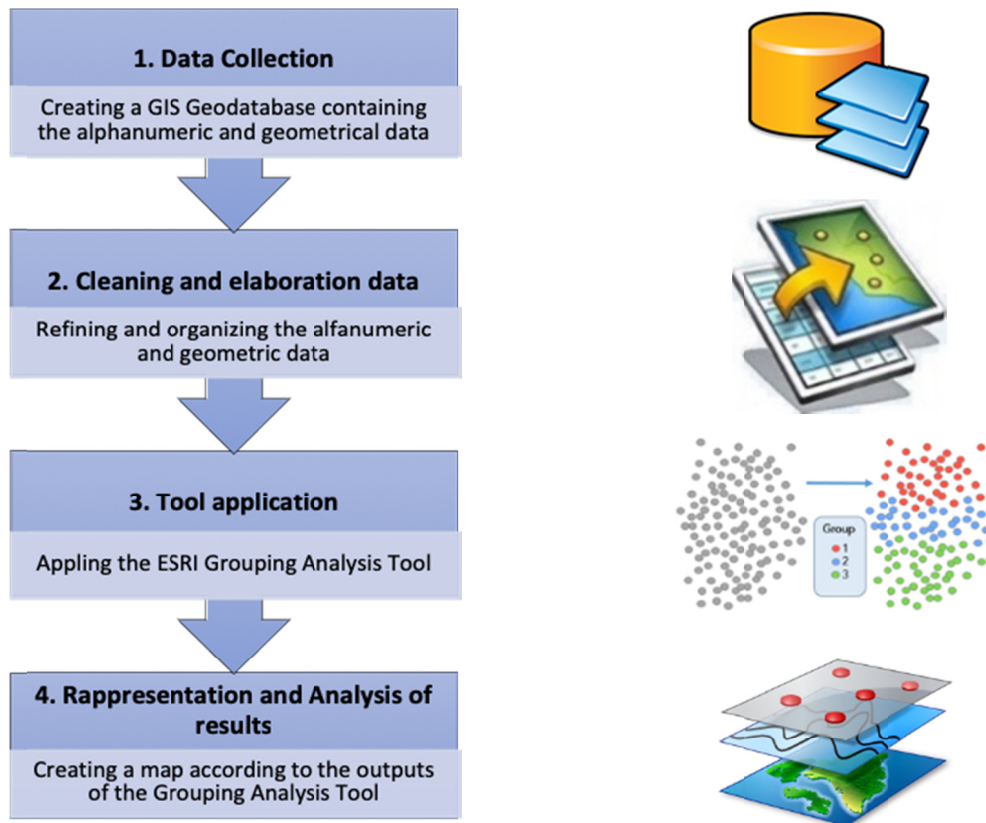 1. Data Collection
Creating a GIS Geodatabase containing
the alphanumeric and geometrical data
2. Cleaning and elaboration data
Refining and organizing the alfanumeric
and geometric data
3. Tool application
Appling the ESRI Grouping Analysis Tool
Group
1
2
3
4. Rappresentation and Analysis of
results
Creating a map according to the outputs
of the Grouping Analysis Tool